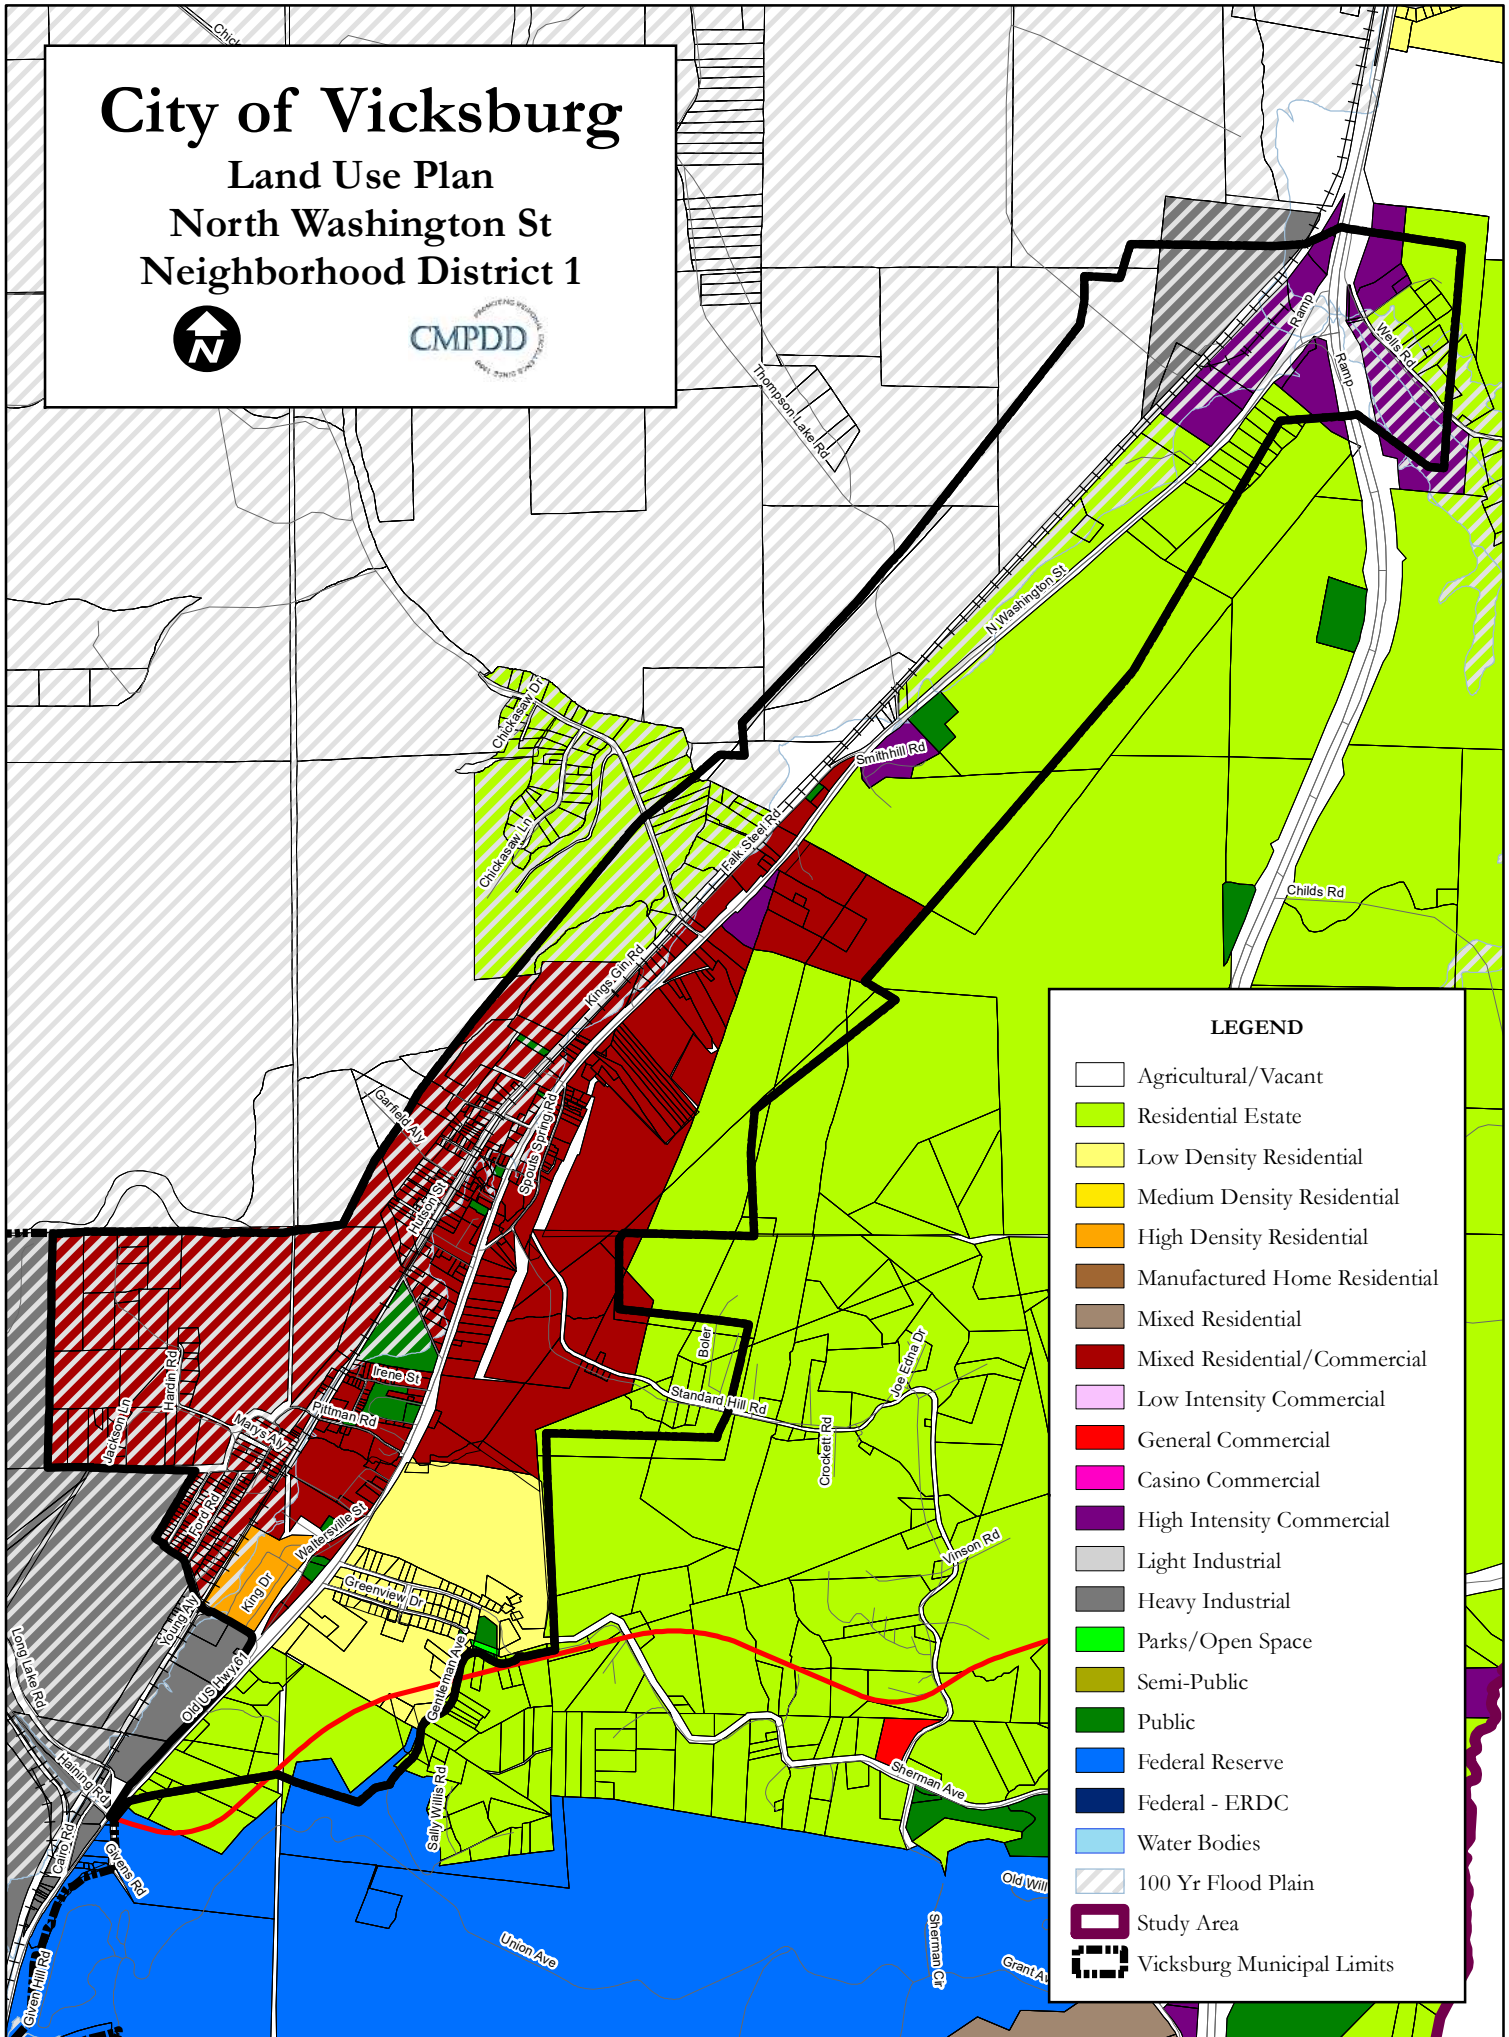 Chick
City of Vicksburg
Land Use Plan
North Washington St
Neighborhood District 1
N
CMPDD
Ramp
Wells Rd
Ramp
Thompson Lake Rd
N Washington St
Chickasaw Dr
Smithhill Rd
Chickasaw Ln
Falk Steel Rd
Childs Rd
Kings Gin Rd
Garfield Aly
Spouts Spring Rd
Hutson St
Boler
Joe Edna Dr
Hardin Rd
Irene St
Standard Hill Rd
Jackson Ln
Marys Aly
Pittman Rd
Crockett Rd
Ford Rd
Waltersville St
Vinson Rd
King Dr
Greenview Dr
Young Aly
Long Lake Rd
Old US Hwy 61
Gentleman Ave
Haining Rd
Sally Willis Rd
Sherman Ave
Cairo Rd
Givens Rd
Old Will
Union Ave
Sherman Cir
Grant Av
Given Hill Rd
LEGEND
Agricultural/Vacant
Residential Estate
Low Density Residential
Medium Density Residential
High Density Residential
Manufactured Home Residential
Mixed Residential
Mixed Residential/Commercial
Low Intensity Commercial
General Commercial
Casino Commercial
High Intensity Commercial
Light Industrial
Heavy Industrial
Parks/Open Space
Semi-Public
Public
Federal Reserve
Federal - ERDC
Water Bodies
100 Yr Flood Plain
Study Area
Vicksburg Municipal Limits